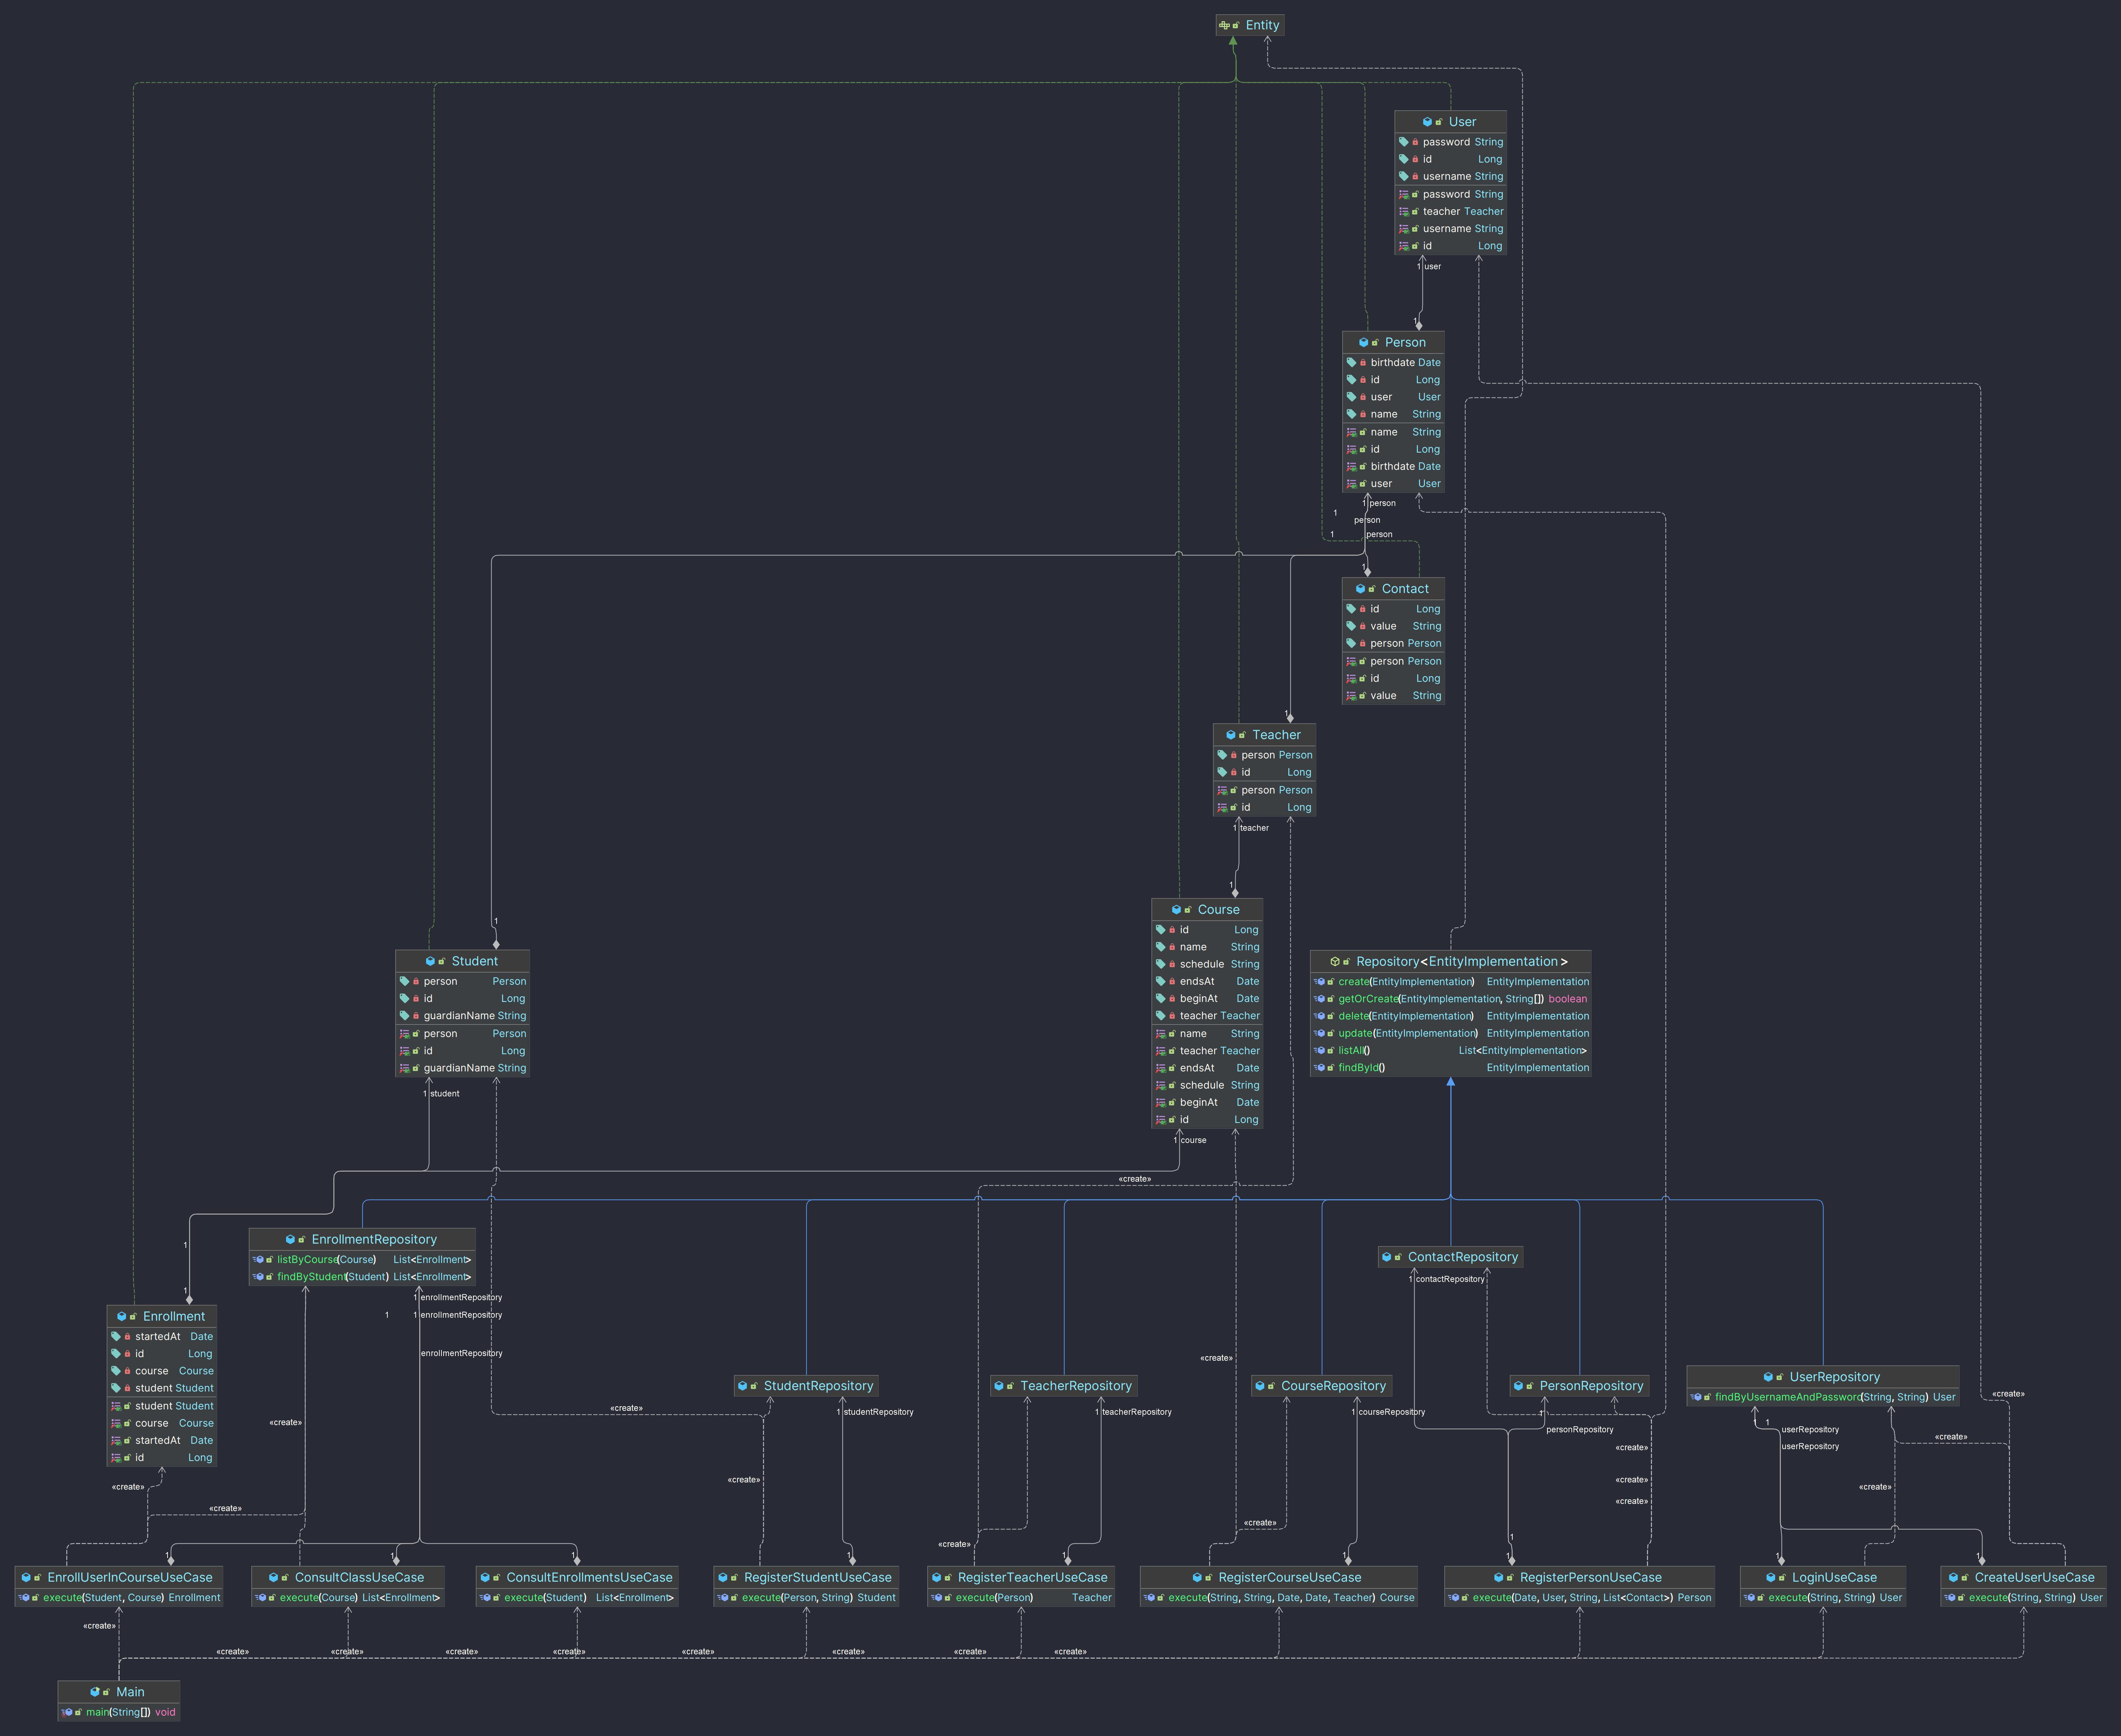 Entity
User
password String
id Long
username String
password String
teacher Teacher
username String
id Long
1 user
1
Person
birthdate Date
id Long
user User
name String
name String
id Long
birthdate Date
user User
1 person
1
person
1
person
1
Contact
id Long
value String
person Person
person Person
id Long
value String
1
Teacher
person Person
id Long
person Person
id Long
1 teacher
1
Course
id Long
name String
schedule String
endsAt Date
beginAt Date
teacher Teacher
name String
teacher Teacher
endsAt Date
schedule String
beginAt Date
id Long
1 course
1
Student
person Person
id Long
guardianName String
person Person
id Long
guardianName String
1 student
Repository<EntityImplementation>
create(EntityImplementation) EntityImplementation
getOrCreate(EntityImplementation, String[]) boolean
delete(EntityImplementation) EntityImplementation
update(EntityImplementation) EntityImplementation
listAll() List<EntityImplementation>
findById() EntityImplementation
«create»
EnrollmentRepository
listByCourse(Course) List<Enrollment>
findByStudent(Student) List<Enrollment>
1 enrollmentRepository
1
1 enrollmentRepository
enrollmentRepository
ContactRepository
1 contactRepository
1
1
Enrollment
startedAt Date
id Long
course Course
student Student
student Student
course Course
startedAt Date
id Long
«create»
«create»
«create»
«create»
StudentRepository
1 studentRepository
TeacherRepository
1 teacherRepository
CourseRepository
1 courseRepository
PersonRepository
1
personRepository
UserRepository
findByUsernameAndPassword(String, String) User
1
1
userRepository
userRepository
«create»
«create»
«create»
«create»
«create»
«create»
«create»
«create»
«create»
«create»
1
EnrollUserInCourseUseCase
execute(Student, Course) Enrollment
1
ConsultClassUseCase
execute(Course) List<Enrollment>
1
ConsultEnrollmentsUseCase
execute(Student) List<Enrollment>
1
RegisterStudentUseCase
execute(Person, String) Student
1
RegisterTeacherUseCase
execute(Person) Teacher
1
RegisterCourseUseCase
execute(String, String, Date, Date, Teacher) Course
1
1
RegisterPersonUseCase
execute(Date, User, String, List<Contact>) Person
1
LoginUseCase
execute(String, String) User
1
CreateUserUseCase
execute(String, String) User
«create»
«create»
«create»
«create»
«create»
«create»
«create»
«create»
«create»
Main
main(String[]) void